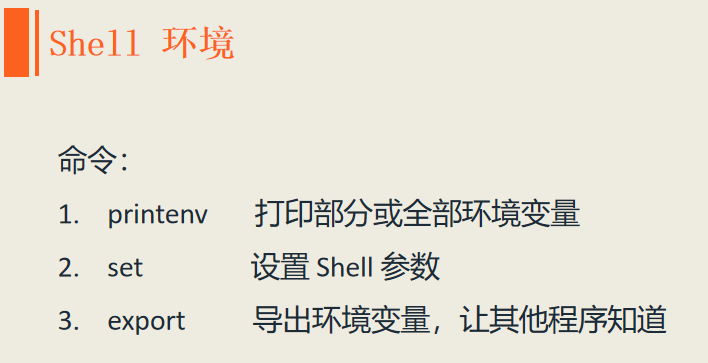 Shell 环境
命令：
1. printenv 打印部分或全部环境变量
2. set 设置 Shell 参数
3. export 导出环境变量，让其他程序知道